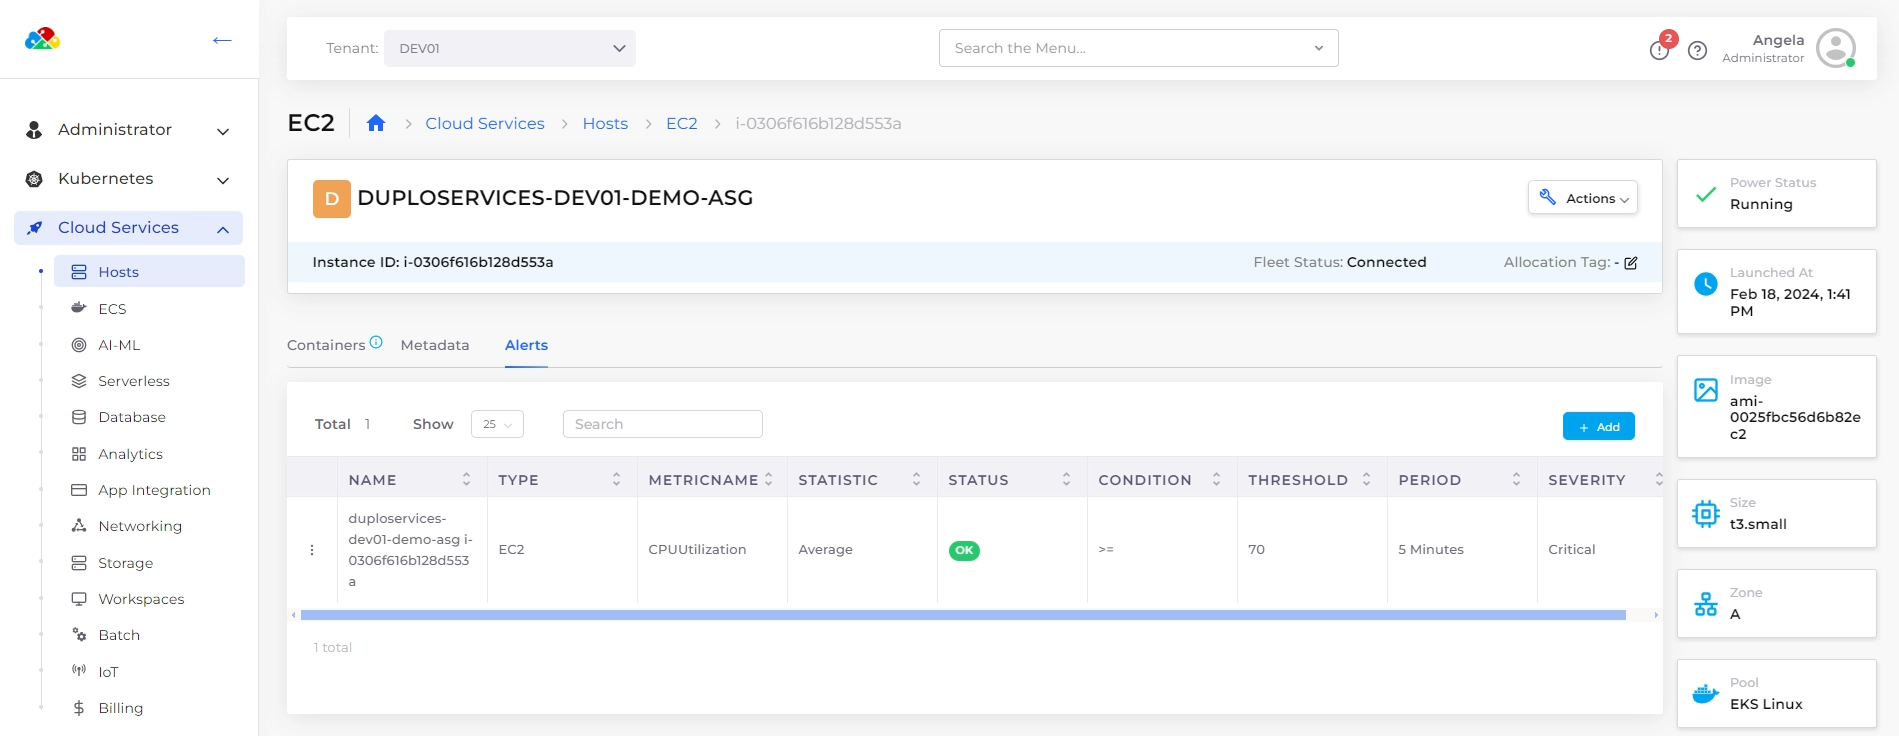 Tenant: DEV01
Search the Menu...
2
Angela
Administrator
Administrator
Kubernetes
Cloud Services
Hosts
ECS
AI-ML
Serverless
Database
Analytics
App Integration
Networking
Storage
Workspaces
Batch
IoT
Billing
EC2
Cloud Services
Hosts
EC2
i-0306f616b128d553a
D DUPLOSERVICES-DEV01-DEMO-ASG
Actions
Instance ID: i-0306f616b128d553a
Fleet Status: Connected
Allocation Tag: -
Containers Metadata Alerts
Total 1 Show 25 Search
+ Add
NAME TYPE METRICNAME STATISTIC STATUS CONDITION THRESHOLD PERIOD SEVERITY
duploservices-
dev01-demo-asg i-
0306f616b128d553
a
EC2 CPUUtilization Average OK >= 70 5 Minutes Critical
1 total
Power Status
Running
Launched At
Feb 18, 2024, 1:41
PM
Image
ami-
0025fbc56d6b82e
c2
Size
t3.small
Zone
A
Pool
EKS Linux